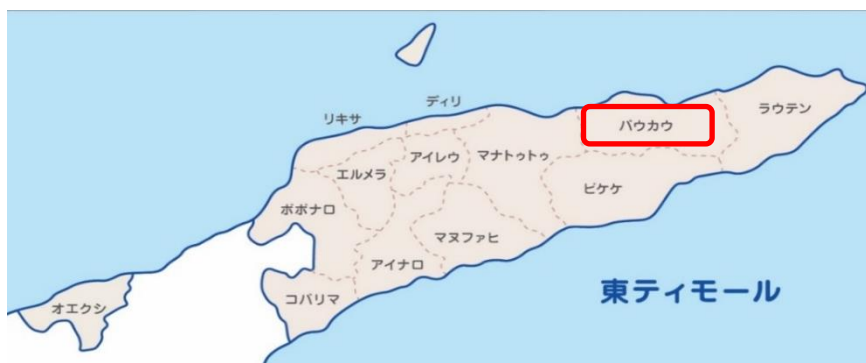 ディリ
リキサ
バウカウ
ラウテン
アイレウ
マナトゥトゥ
エルメラ
ビケケ
ボボナロ
マヌファヒ
アイナロ
コバリマ
オエクシ
東ティモール